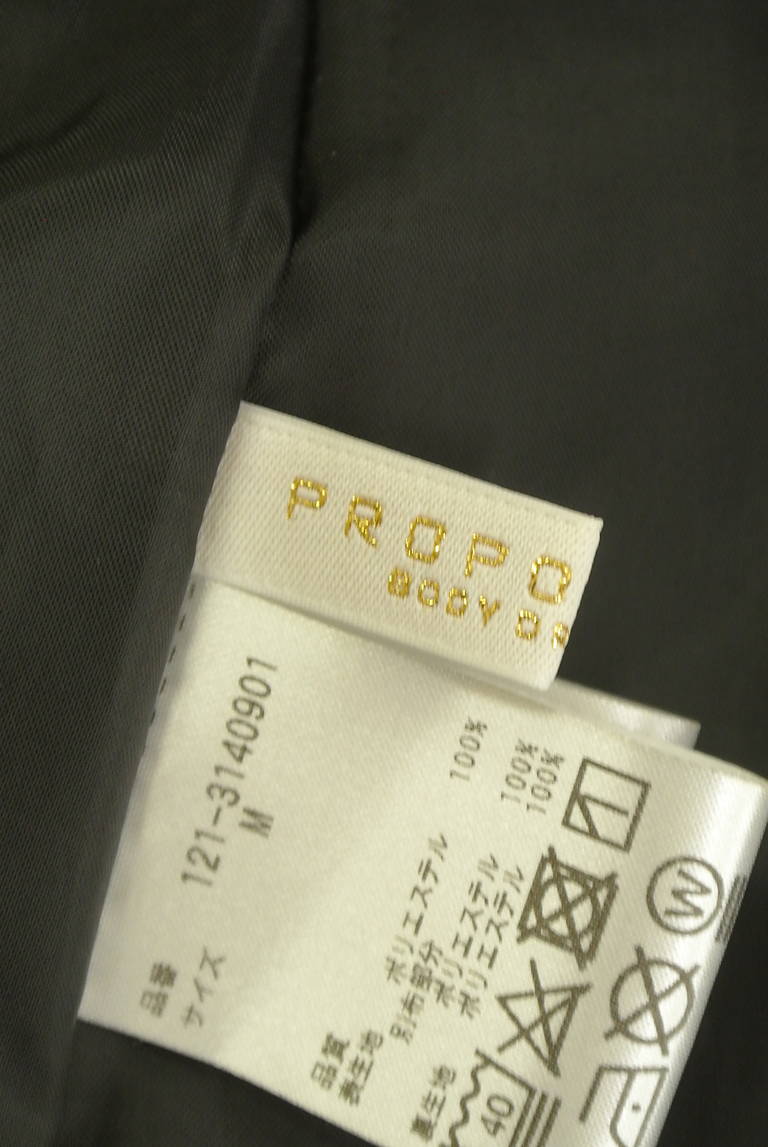 PROPO
BODY D
品番 121-3140901
サイズ M
品質
表生地 ポリエステル 100%
別布部分
ポリエステル 100%
裏生地 ポリエステル 100%
40
W